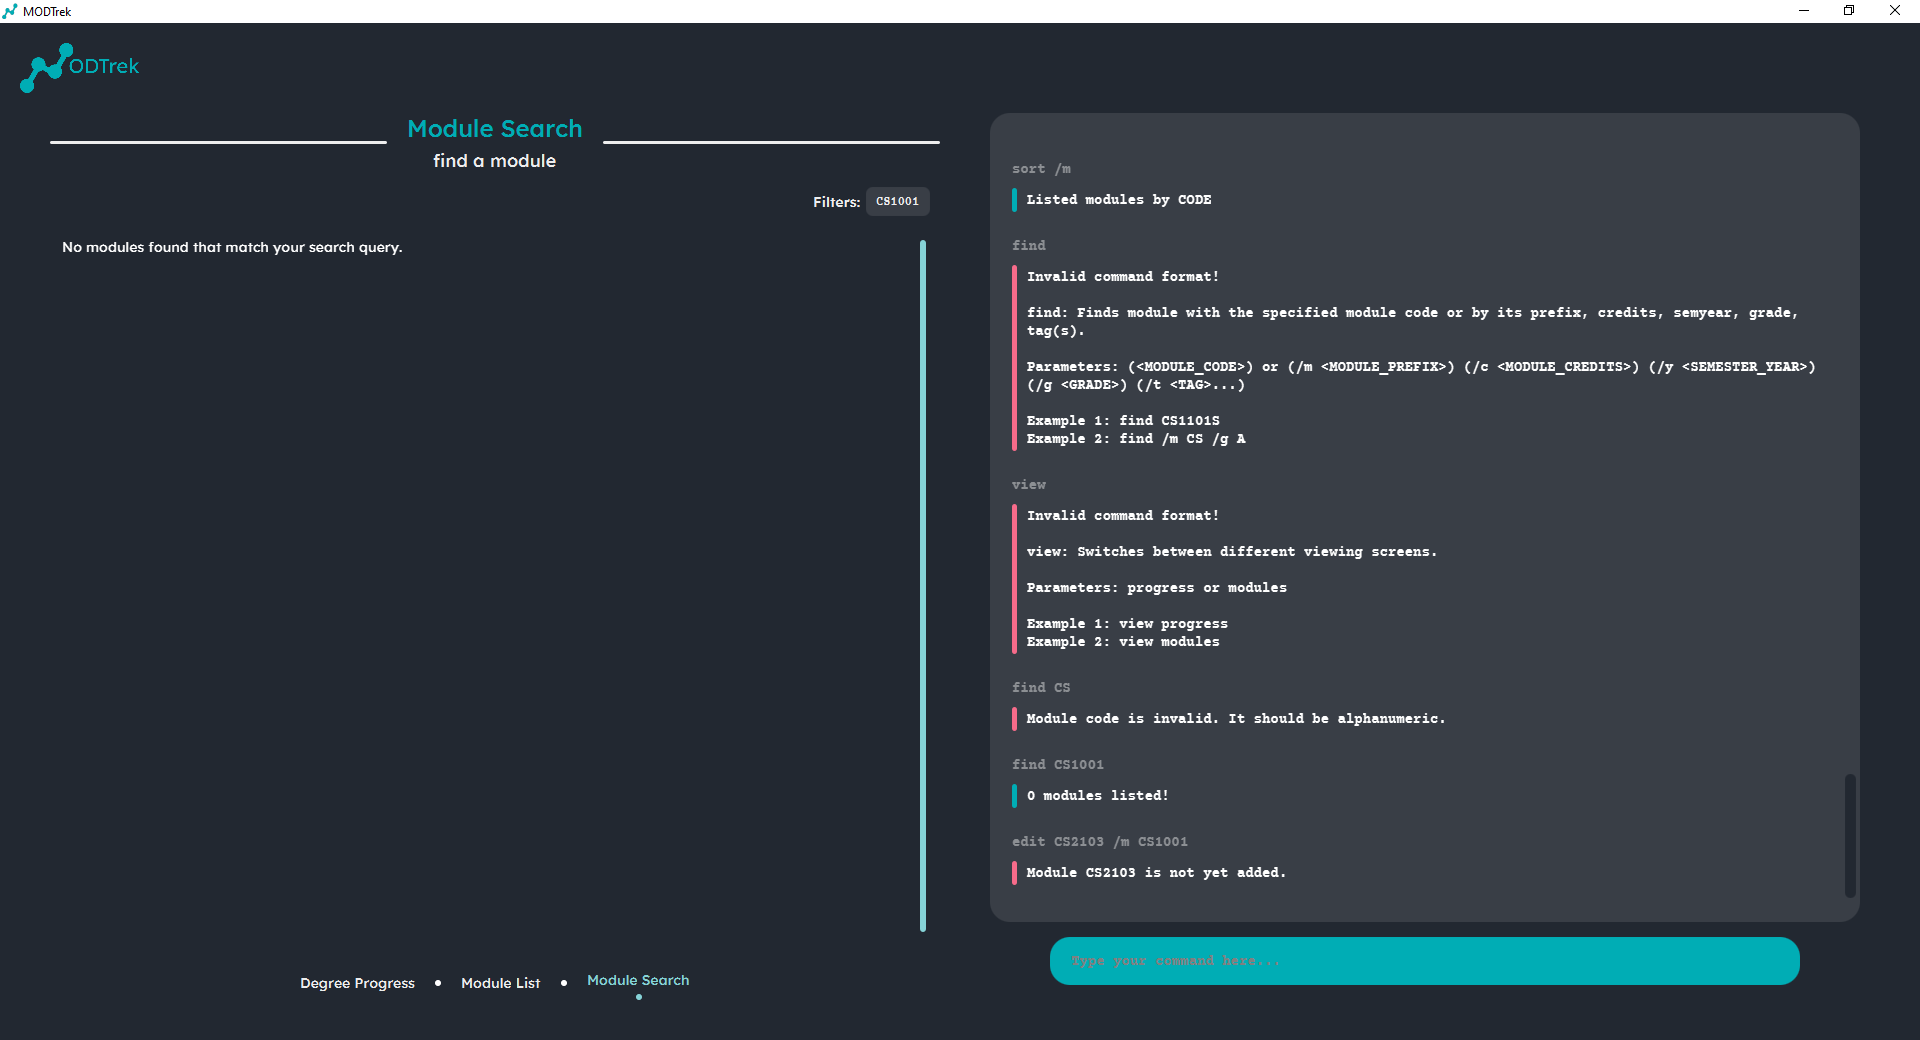 MODTrek
ODTrek
Module Search
find a module
Filters: CS1001
No modules found that match your search query.
Degree Progress • Module List • Module Search
sort /m
Listed modules by CODE
find
Invalid command format!
find: Finds module with the specified module code or by its prefix, credits, semyear, grade,
tag(s).
Parameters: (<MODULE_CODE>) or (/m <MODULE_PREFIX>) (/c <MODULE_CREDITS>) (/y <SEMESTER_YEAR>)
(/g <GRADE>) (/t <TAG>...)
Example 1: find CS1101S
Example 2: find /m CS /g A
view
Invalid command format!
view: Switches between different viewing screens.
Parameters: progress or modules
Example 1: view progress
Example 2: view modules
find CS
Module code is invalid. It should be alphanumeric.
find CS1001
0 modules listed!
edit CS2103 /m CS1001
Module CS2103 is not yet added.
Type your command here...